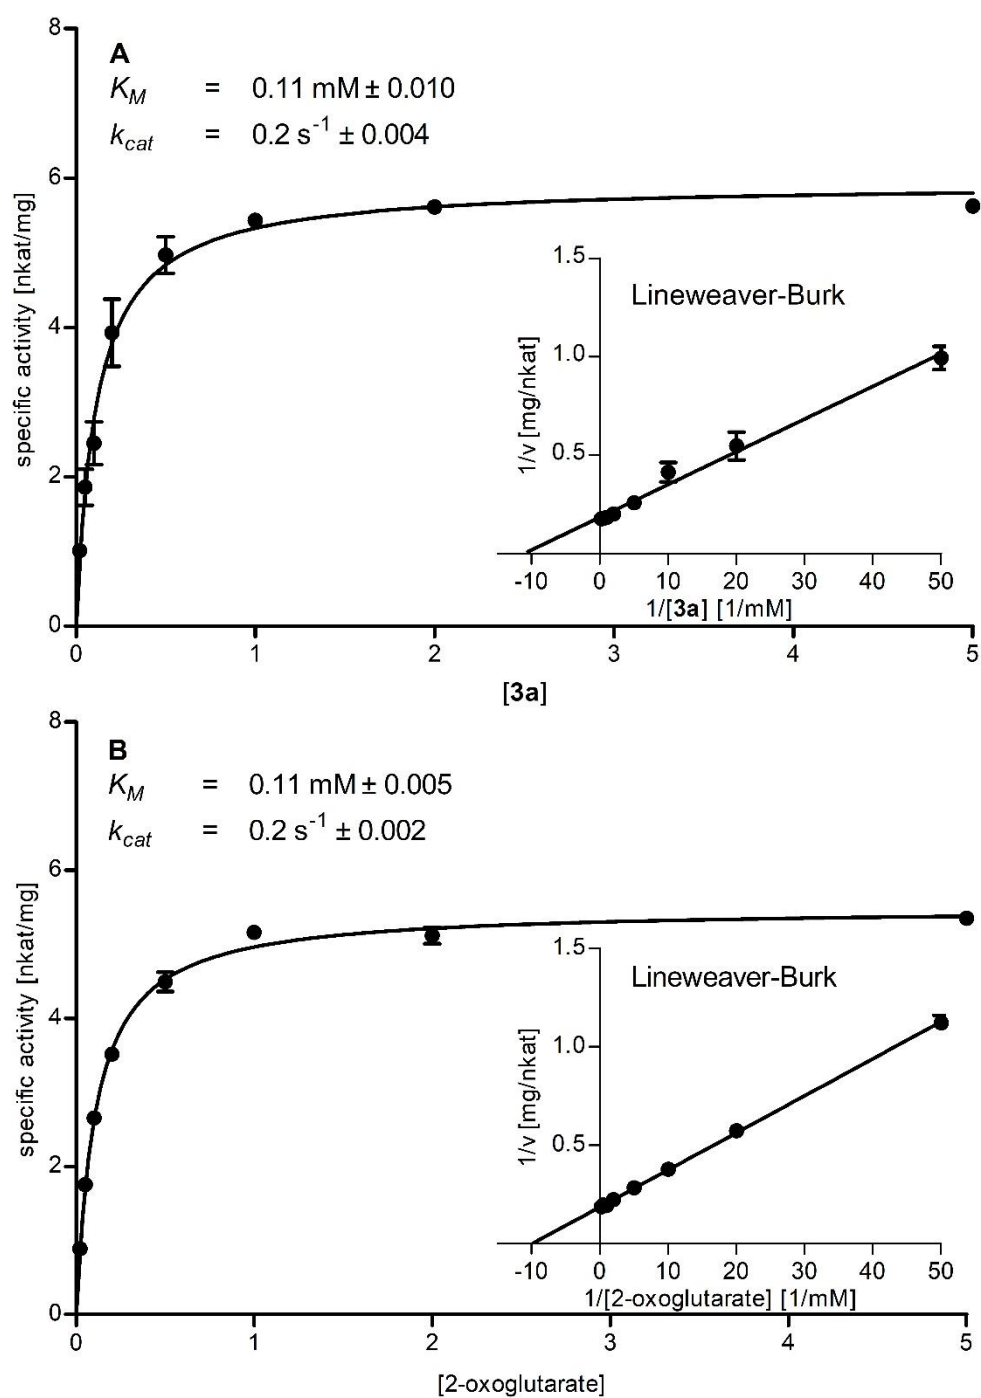 A
K_M = 0.11 mM ± 0.010
k_cat = 0.2 s⁻¹ ± 0.004
8
6
4
2
0
specific activity [nkat/mg]
0 1 2 3 4 5
[3a]
Lineweaver-Burk
1.5
1.0
0.5
1/v [mg/nkat]
-10 0 10 20 30 40 50
1/[3a] [1/mM]
B
K_M = 0.11 mM ± 0.005
k_cat = 0.2 s⁻¹ ± 0.002
8
6
4
2
0
specific activity [nkat/mg]
0 1 2 3 4 5
[2-oxoglutarate]
Lineweaver-Burk
1.5
1.0
0.5
1/v [mg/nkat]
-10 0 10 20 30 40 50
1/[2-oxoglutarate] [1/mM]